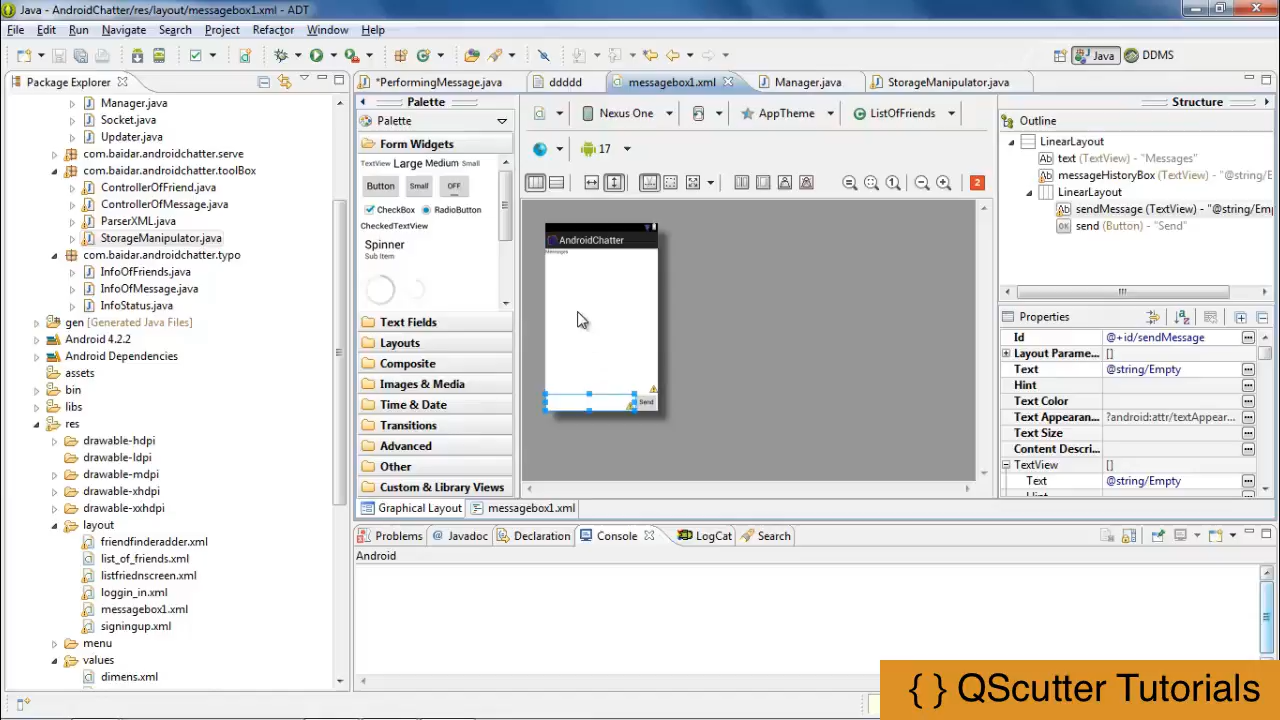 Java - AndroidChatter/res/layout/messagebox1.xml - ADT
File Edit Run Navigate Search Project Refactor Window Help
Java DDMS
Package Explorer
Manager.java
Socket.java
Updater.java
com.baidar.androidchatter.serve
com.baidar.androidchatter.toolBox
ControllerOfFriend.java
ControllerOfMessage.java
ParserXML.java
StorageManipulator.java
com.baidar.androidchatter.typo
InfoOfFriends.java
InfoOfMessage.java
InfoStatus.java
gen [Generated Java Files]
Android 4.2.2
Android Dependencies
assets
bin
libs
res
drawable-hdpi
drawable-ldpi
drawable-mdpi
drawable-xhdpi
drawable-xxhdpi
layout
friendfinderadder.xml
list_of_friends.xml
listfriednscreen.xml
loggin_in.xml
messagebox1.xml
signingup.xml
menu
values
dimens.xml
*PerformingMessage.java ddddd messagebox1.xml Manager.java StorageManipulator.java
Palette
Palette
Form Widgets
TextView Large Medium Small
Button Small OFF
CheckBox RadioButton
CheckedTextView
Spinner
Sub Item
Text Fields
Layouts
Composite
Images & Media
Time & Date
Transitions
Advanced
Other
Custom & Library Views
Nexus One AppTheme ListOfFriends
17
1 2
AndroidChatter
Messages
Send
Graphical Layout messagebox1.xml
Structure
Outline
LinearLayout
Ab text (TextView) - "Messages"
Ab messageHistoryBox (TextView) - "@string/E
LinearLayout
Ab sendMessage (TextView) - "@string/Emp
OK send (Button) - "Send"
Properties
Id @+id/sendMessage
Layout Parame... []
Text @string/Empty
Hint
Text Color
Text Appearan... ?android:attr/textAppear...
Text Size
Content Descri...
TextView []
Text @string/Empty
Problems Javadoc Declaration Console LogCat Search
Android
{ } QScutter Tutorials